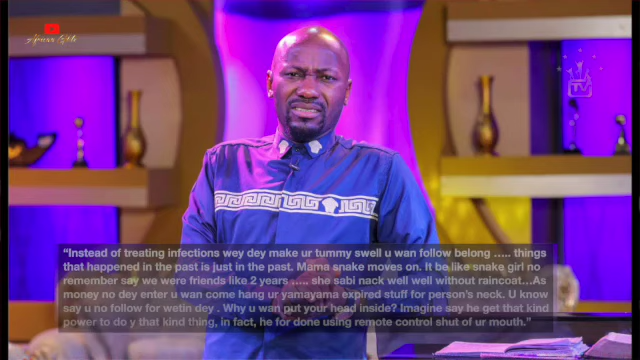 TV
“Instead of treating infections wey dey make ur tummy swell u wan follow belong ….. things
that happened in the past is just in the past. Mama snake moves on. It be like snake girl no
remember say we were friends like 2 years ….. she sabi nack well well without raincoat…As
money no dey enter u wan come hang ur yamayama expired stuff for person’s neck. U know
say u no follow for wetin dey . Why u wan put your head inside? Imagine say he get that kind
power to do y that kind thing, in fact, he for done using remote control shut of ur mouth.”